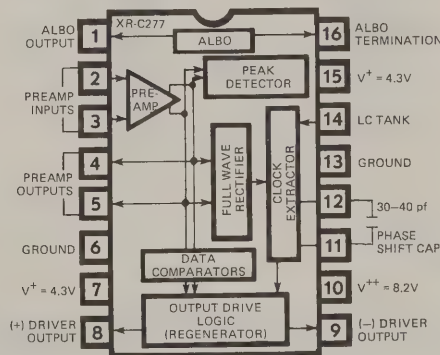 XR-C277
ALBO
OUTPUT
1
ALBO
16
ALBO
TERMINATION
2
PREAMP
INPUTS
3
PRE-
AMP
PEAK
DETECTOR
15
V+ = 4.3V
14
LC TANK
4
PREAMP
OUTPUTS
5
FULL WAVE
RECTIFIER
CLOCK
EXTRACTOR
13
GROUND
12
30–40 pf
11
PHASE
SHIFT CAP
GROUND
6
DATA
COMPARATORS
V+ = 4.3V
7
10
V++ = 8.2V
(+) DRIVER
OUTPUT
8
OUTPUT DRIVE
LOGIC
(REGENERATOR)
9
(–) DRIVER
OUTPUT